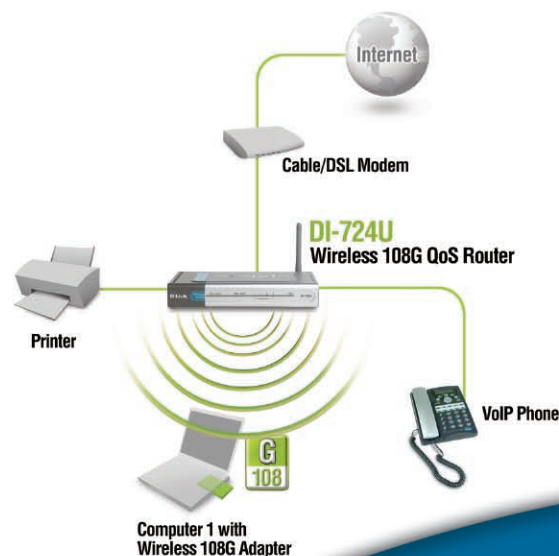 Internet
Cable/DSL Modem
DI-724U
Wireless 108G QoS Router
D-Link
Printer
VoIP Phone
G
108
Computer 1 with
Wireless 108G Adapter